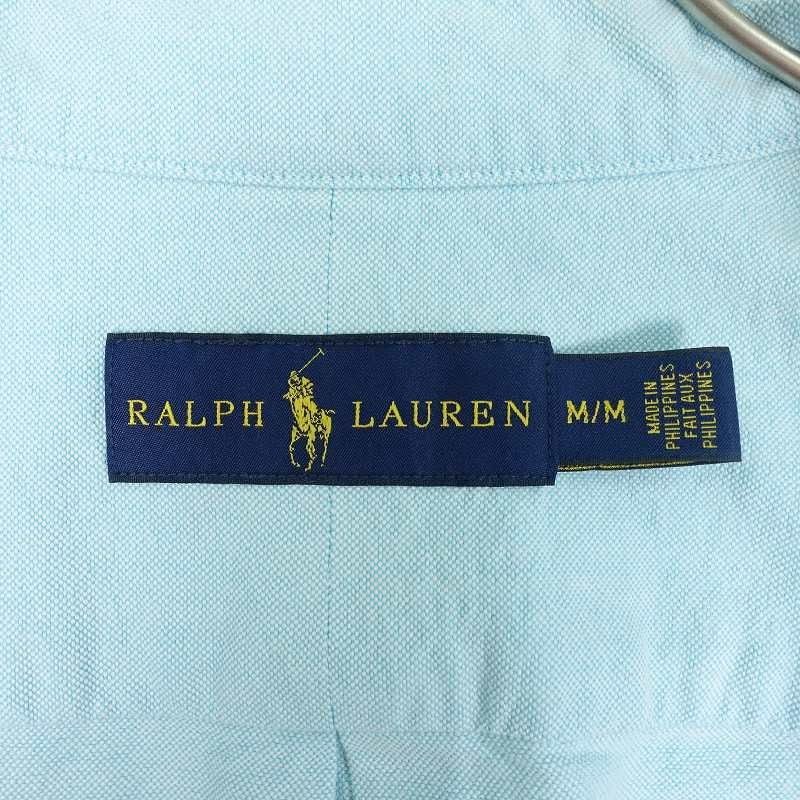 RALPH LAUREN
M/M
MADE IN
PHILIPPINES
FAIT AUX
PHILIPPINES